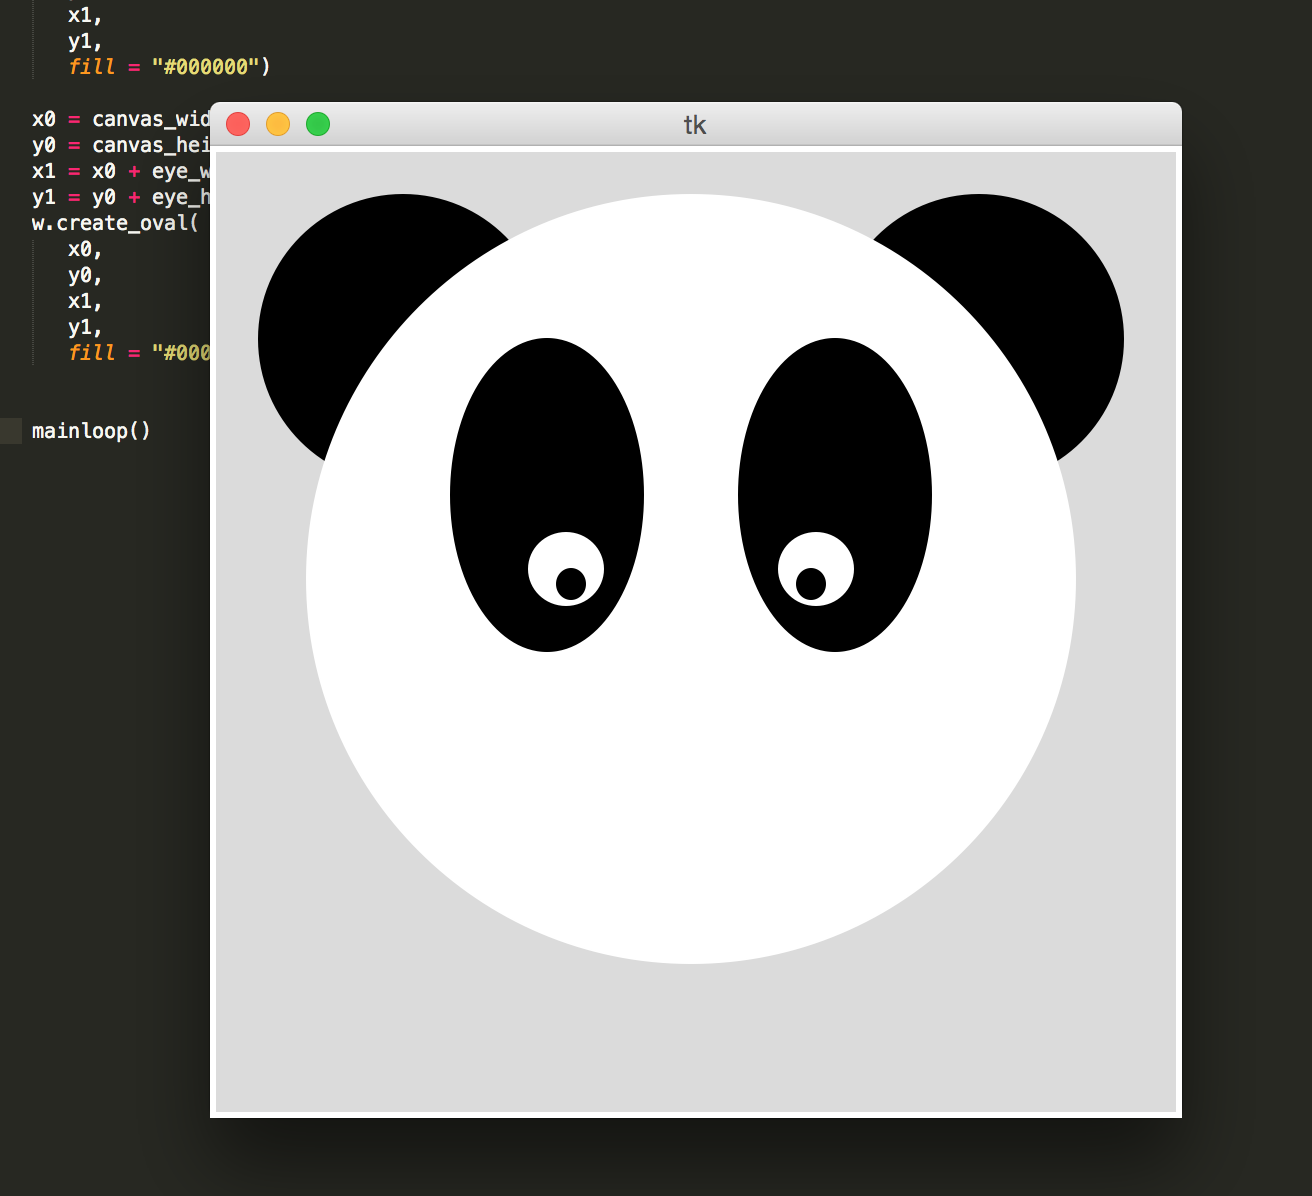 x1,
y1,
fill = "#000000")
tk
x0 = canvas_wid
y0 = canvas_hei
x1 = x0 + eye_w
y1 = y0 + eye_h
w.create_oval(
x0,
y0,
x1,
y1,
fill = "#000
mainloop()